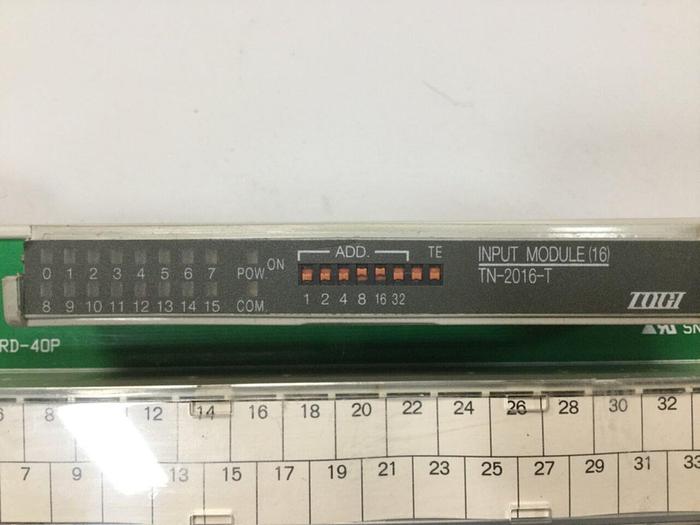 ADD. TE INPUT MODULE(16)
0 1 2 3 4 5 6 7 POW ON TN-2016-T
8 9 10 11 12 13 14 15 COM 1 2 4 8 16 32 TOGI
RD-40P
8 12 14 16 18 20 22 24 26 28 30 32
7 9 13 15 17 19 21 23 25 27 29 31 33